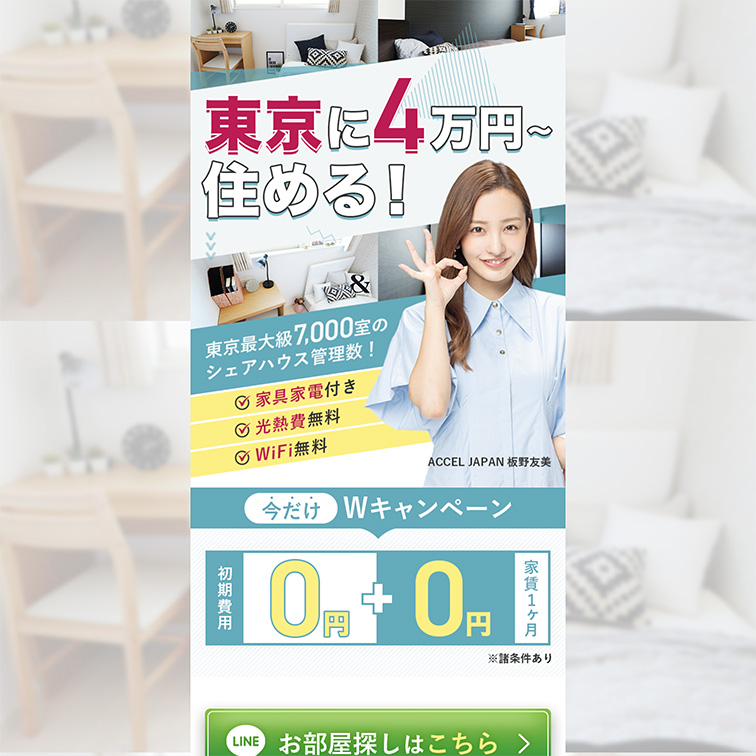 東京に4万円~
住める!
東京最大級7,000室の
シェアハウス管理数!
家具家電付き
光熱費無料
WiFi無料
ACCEL JAPAN 板野友美
今だけ Wキャンペーン
初期費用 0円 + 0円 家賃1ヶ月
※諸条件あり
LINE お部屋探しはこちら